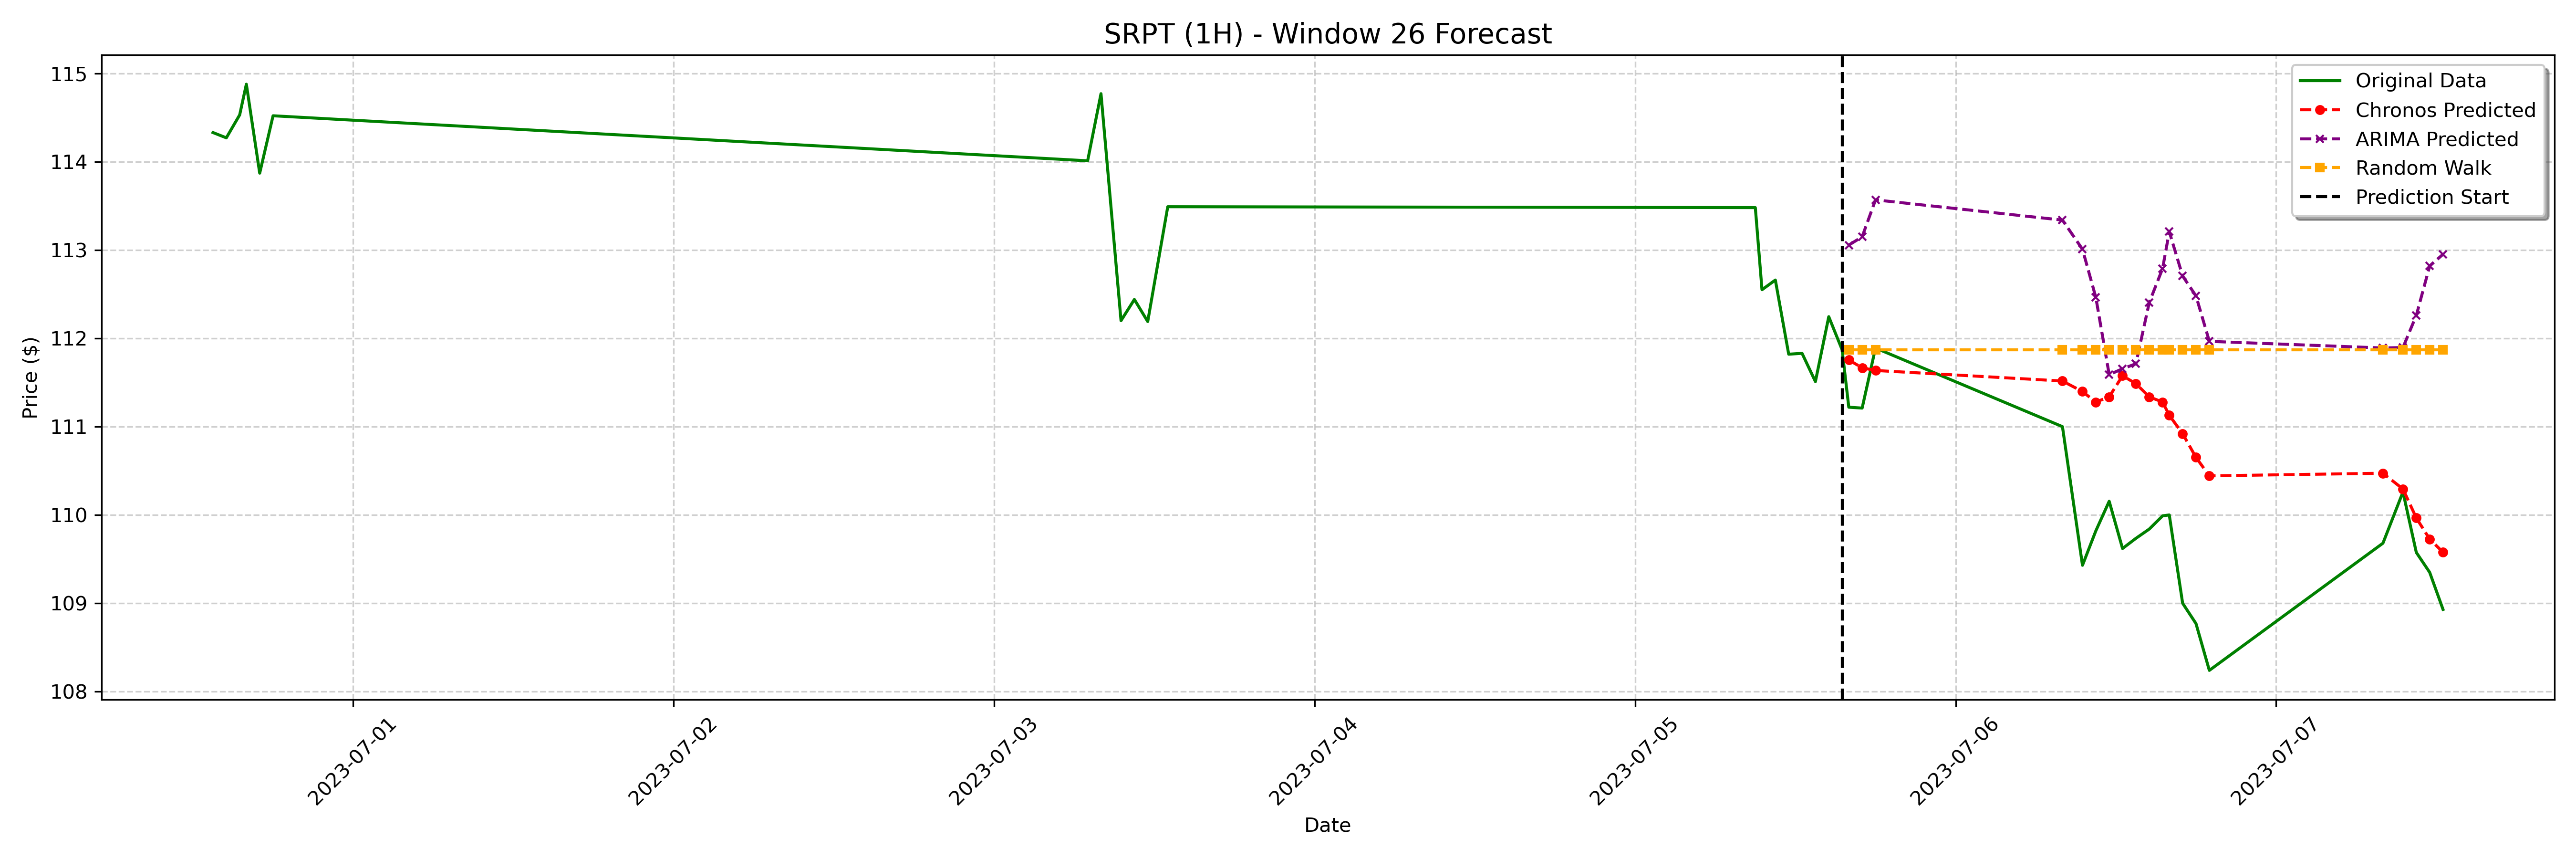 SRPT (1H) - Window 26 Forecast
Original Data
Chronos Predicted
ARIMA Predicted
Random Walk
Prediction Start
Price ($)
115
114
113
112
111
110
109
108
2023-07-01
2023-07-02
2023-07-03
2023-07-04
2023-07-05
2023-07-06
2023-07-07
Date